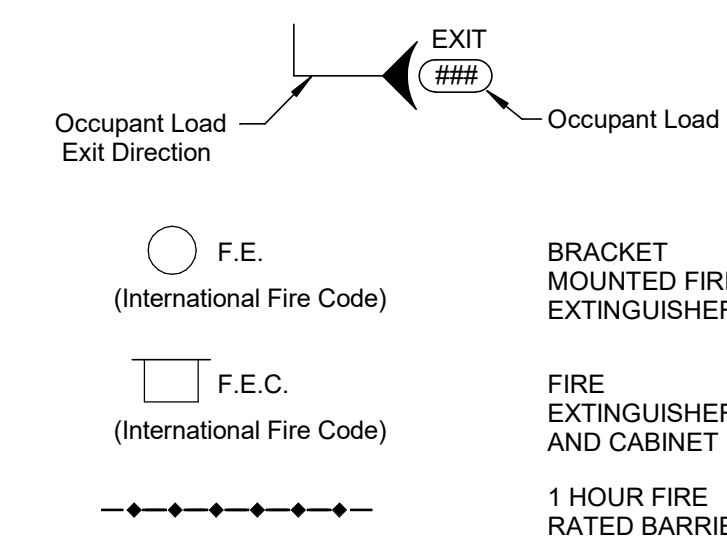 EXIT
###
Occupant Load
Exit Direction
Occupant Load
F.E.
(International Fire Code)
BRACKET
MOUNTED FIRE
EXTINGUISHER
F.E.C.
(International Fire Code)
FIRE
EXTINGUISHER
AND CABINET
1 HOUR FIRE
RATED BARRIE